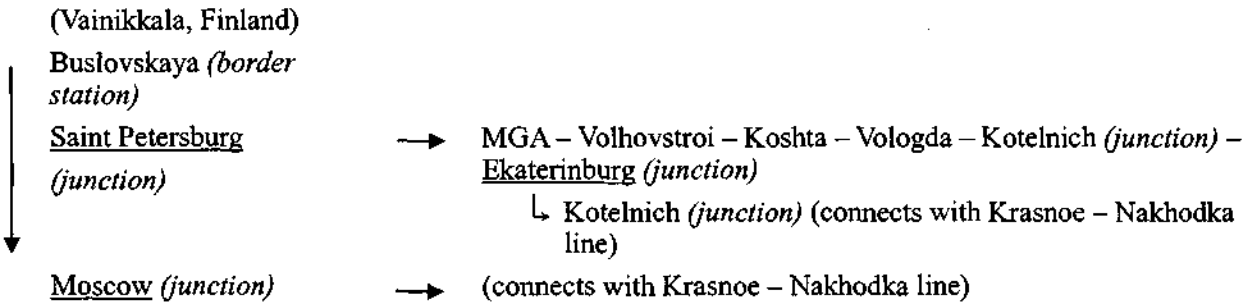 (Vainikkala, Finland)
Buslovskaya (border
station)
Saint Petersburg
(junction)
MGA – Volhovstroi – Koshta – Vologda – Kotelnich (junction) –
Ekaterinburg (junction)
Kotelnich (junction) (connects with Krasnoe – Nakhodka
line)
Moscow (junction)
(connects with Krasnoe – Nakhodka line)